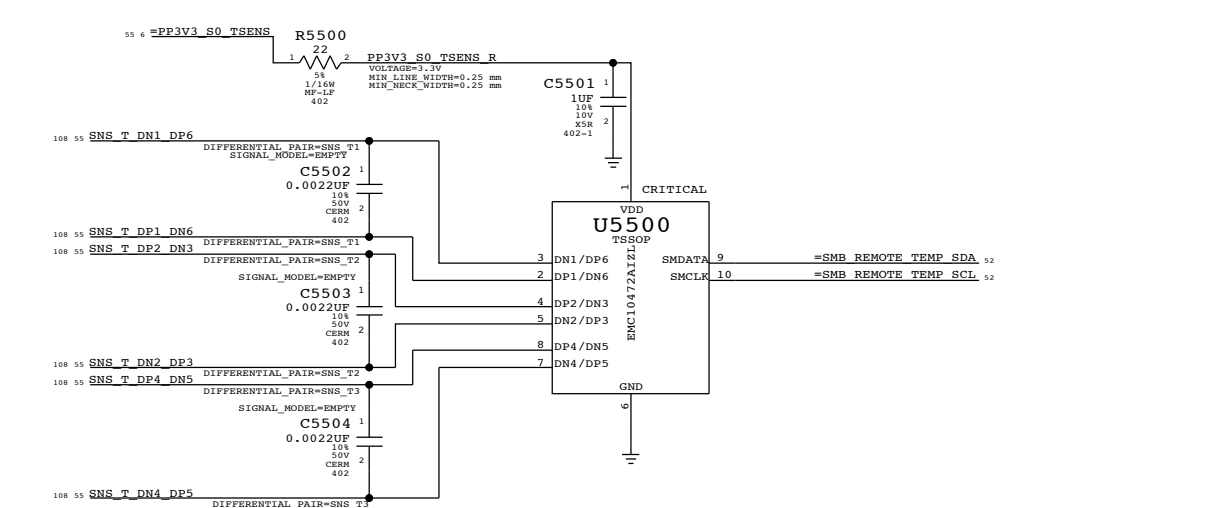 55 6 =PP3V3_S0_TSENS
R5500
22
1 2
5%
1/16W
MF-LF
402
PP3V3_S0_TSENS_R
VOLTAGE=3.3V
MIN_LINE_WIDTH=0.25 mm
MIN_NECK_WIDTH=0.25 mm
C5501 1
1UF
10%
10V
X5R 2
402-1
108 55 SNS_T_DN1_DP6
DIFFERENTIAL_PAIR=SNS_T1
SIGNAL_MODEL=EMPTY
C5502 1
0.0022UF
10%
50V
CERM 2
402
108 55 SNS_T_DP1_DN6
DIFFERENTIAL_PAIR=SNS_T1
108 55 SNS_T_DP2_DN3
DIFFERENTIAL_PAIR=SNS_T2
SIGNAL_MODEL=EMPTY
C5503 1
0.0022UF
10%
50V
CERM 2
402
108 55 SNS_T_DN2_DP3
DIFFERENTIAL_PAIR=SNS_T2
108 55 SNS_T_DP4_DN5
DIFFERENTIAL_PAIR=SNS_T3
SIGNAL_MODEL=EMPTY
C5504 1
0.0022UF
10%
50V
CERM 2
402
108 55 SNS_T_DN4_DP5
DIFFERENTIAL_PAIR=SNS_T3
1 CRITICAL
VDD
U5500
TSSOP
EMC10472AIZL
3 DN1/DP6
2 DP1/DN6
4 DP2/DN3
5 DN2/DP3
8 DP4/DN5
7 DN4/DP5
SMDATA 9 =SMB_REMOTE_TEMP_SDA 52
SMCLK 10 =SMB_REMOTE_TEMP_SCL 52
GND
6